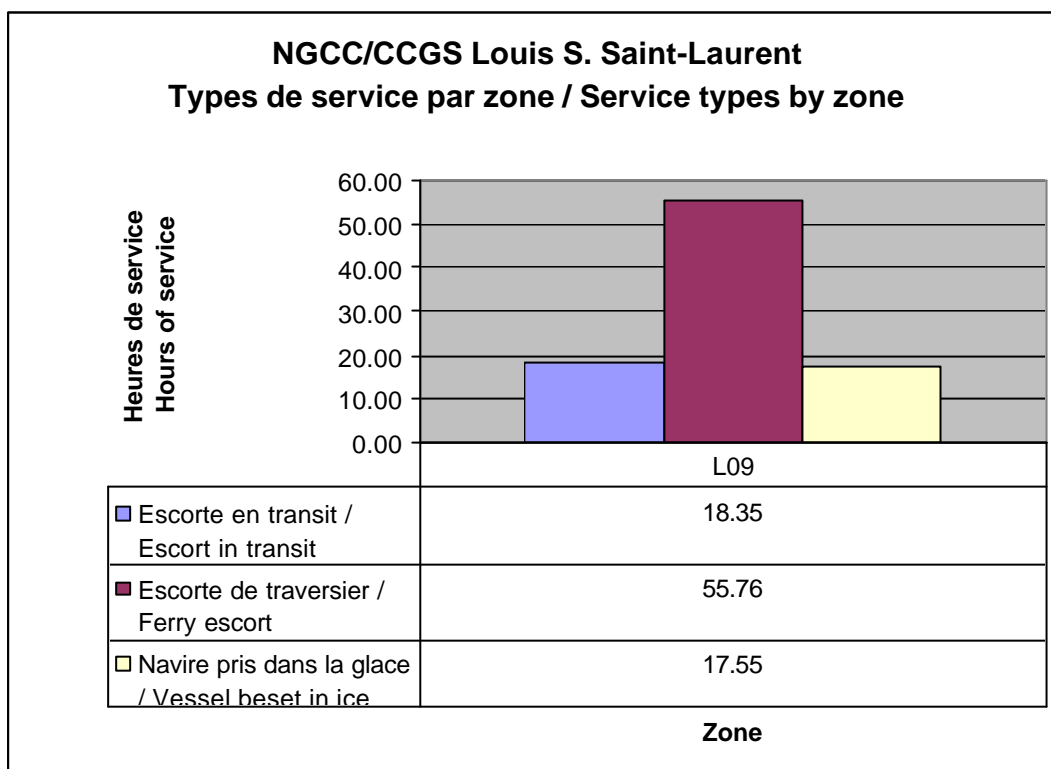 NGCC/CCGS Louis S. Saint-Laurent
Types de service par zone / Service types by zone
Heures de service
Hours of service
60.00
50.00
40.00
30.00
20.00
10.00
0.00
L09
Escorte en transit /
Escort in transit
18.35
Escorte de traversier /
Ferry escort
55.76
Navire pris dans la glace
/ Vessel beset in ice
17.55
Zone